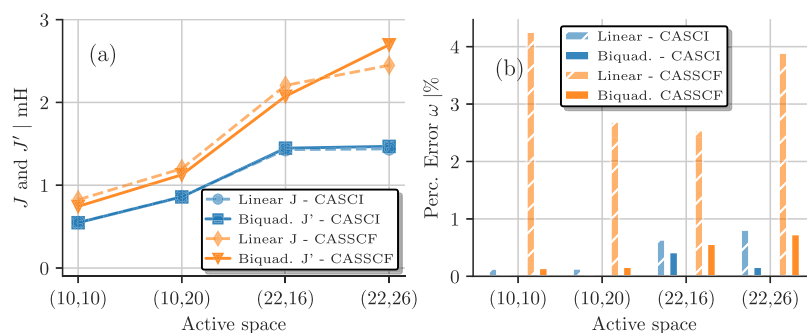 3
2
1
0
J and J' | mH
(a)
Linear J - CASCI
Biquad. J' - CASCI
Linear J - CASSCF
Biquad. J' - CASSCF
(10,10) (10,20) (22,16) (22,26)
Active space
4
3
2
1
0
Perc. Error ω |%
(b)
Linear - CASCI
Biquad. - CASCI
Linear - CASSCF
Biquad. CASSCF
(10,10) (10,20) (22,16) (22,26)
Active space